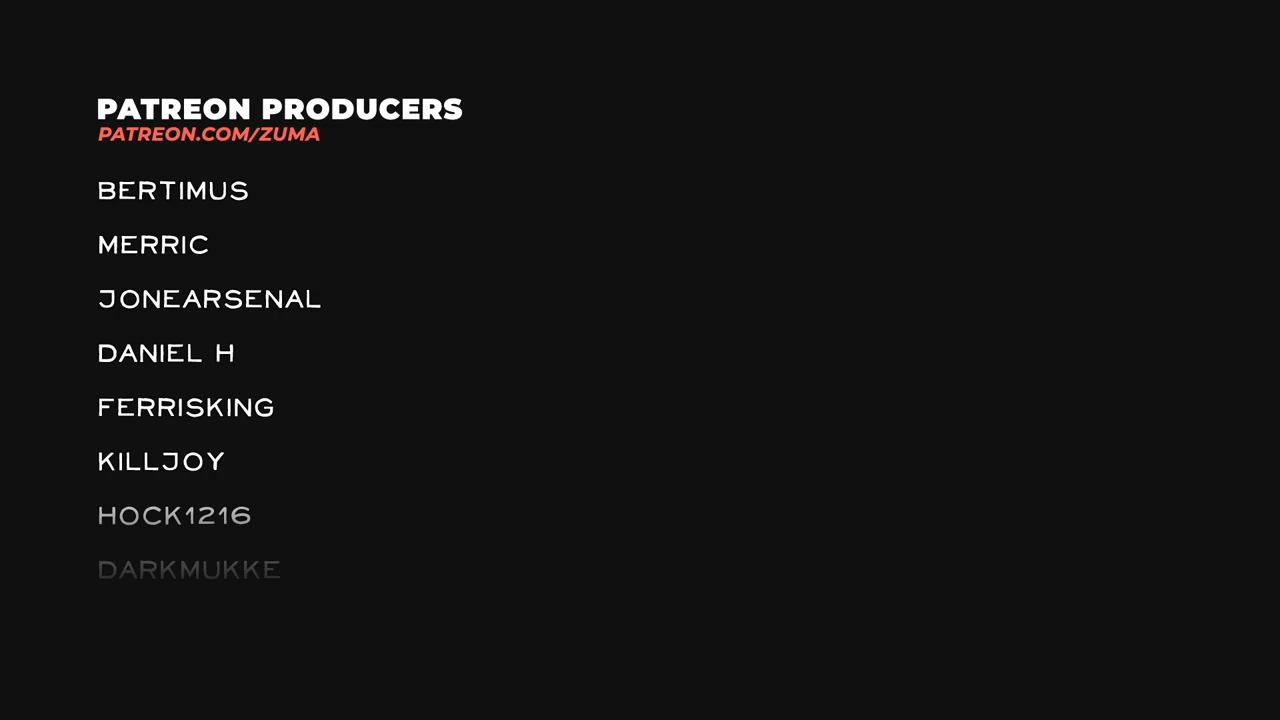 PATREON PRODUCERS
PATREON.COM/ZUMA
BERTIMUS
MERRIC
JONEARSENAL
DANIEL H
FERRISKING
KILLJOY
HOCK1216
DARKMUKKE